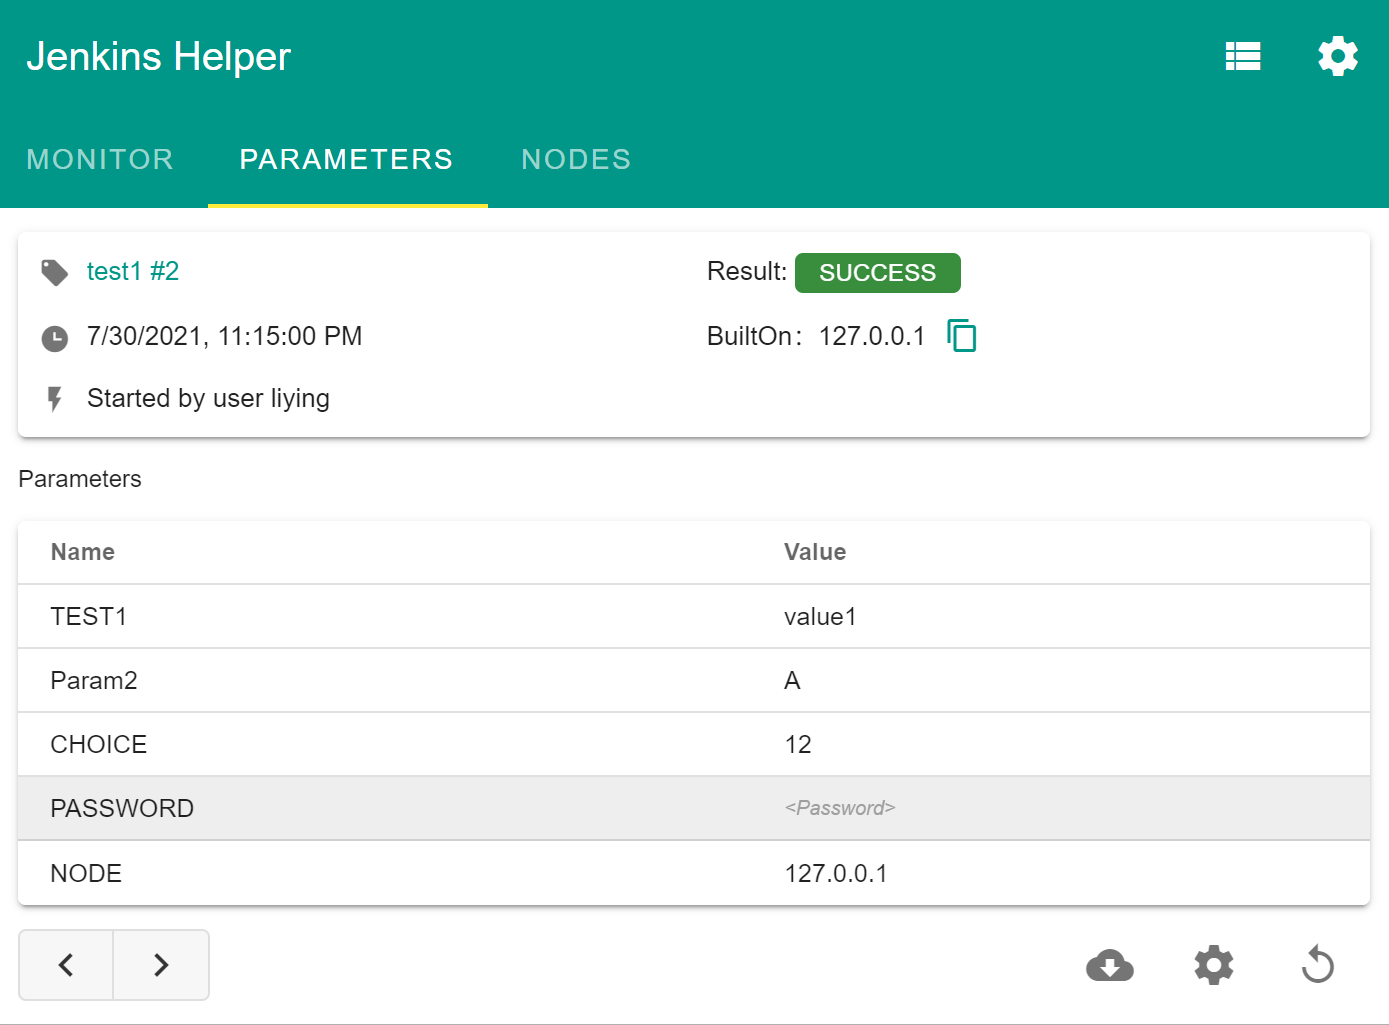 Jenkins Helper
MONITOR PARAMETERS NODES
test1 #2 Result: SUCCESS
7/30/2021, 11:15:00 PM BuiltOn: 127.0.0.1
Started by user liying
Parameters
Name Value
TEST1 value1
Param2 A
CHOICE 12
PASSWORD <Password>
NODE 127.0.0.1